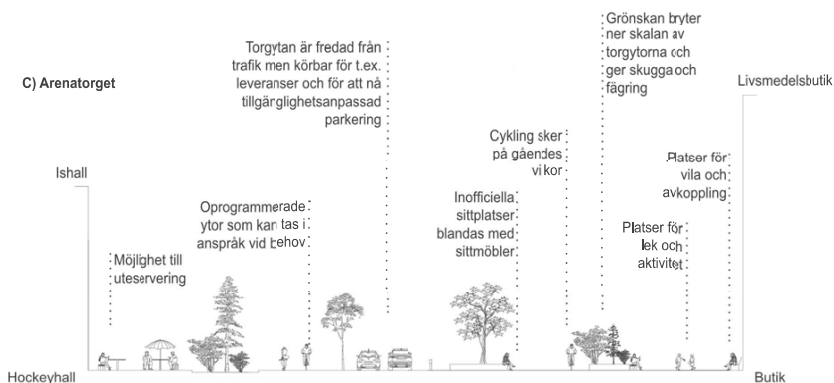 C) Arenatorget
Ishall
Möjlighet till
uteservering
Oprogrammerade
ytor som kan tas i
anspråk vid behov
Torgytan är fredad från
trafik men körbar för t.ex.
leveranser och för att nå
tillgänglighetsanpassad
parkering
Inofficiella
sittplatser
blandas med
sittmöbler
Cykling sker
på gåendes
vilkor
Grönskan bryter
ner skalan av
torgytorna och
ger skugga och
fägring
Platser för
lek och
aktivitet
Platser för
vila och
avkoppling
Livsmedelsbutik
Hockeyhall
Butik